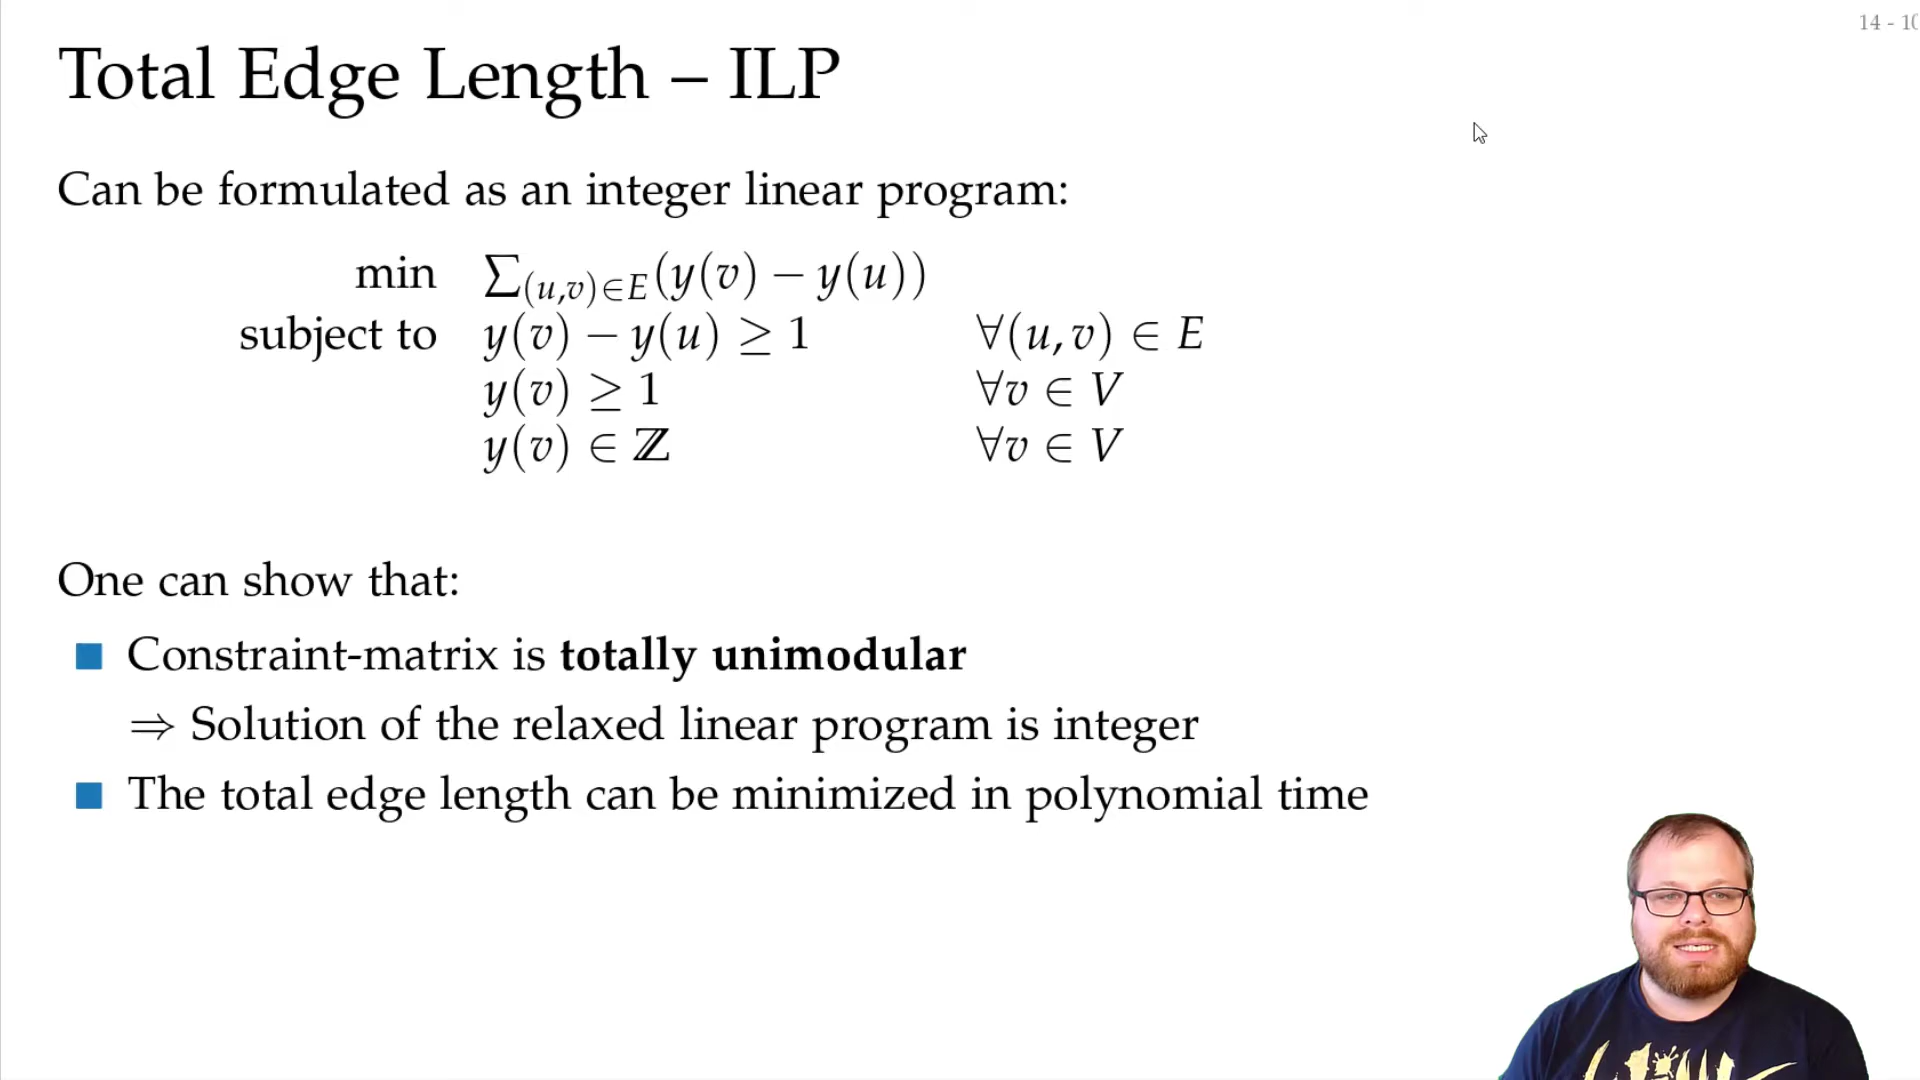 14 - 10
Total Edge Length – ILP
Can be formulated as an integer linear program:
min ∑(u,v)∈E(y(v) − y(u))
subject to y(v) − y(u) ≥ 1 ∀(u, v) ∈ E
y(v) ≥ 1 ∀v ∈ V
y(v) ∈ ℤ ∀v ∈ V
One can show that:
■ Constraint-matrix is totally unimodular
⇒ Solution of the relaxed linear program is integer
■ The total edge length can be minimized in polynomial time